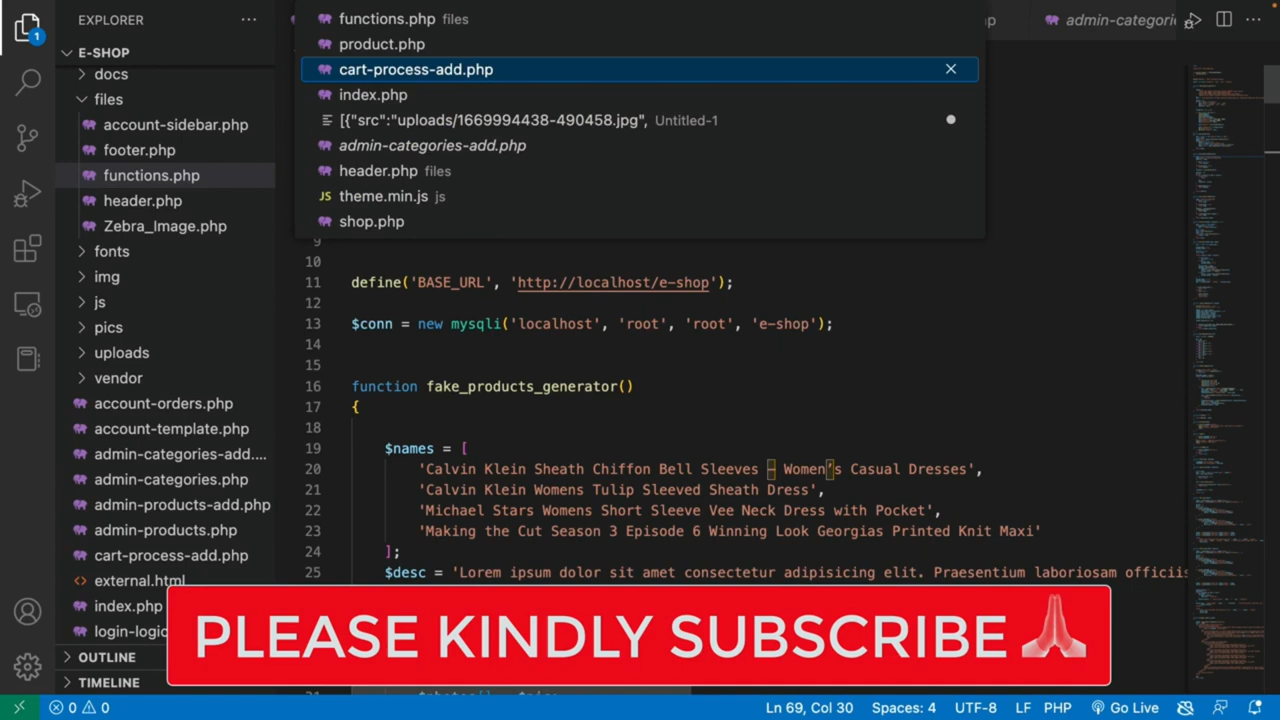 EXPLORER
E-SHOP
docs
files
account-sidebar.php
footer.php
functions.php
header.php
Zebra_Image.php
fonts
img
js
pics
uploads
vendor
account-orders.php
account-template.php
admin-categories-add....
admin-categories.php
admin-products-add.php
admin-products.php
cart-process-add.php
external.html
index.php
login-logic
OUTLINE
TIMELINE
1
functions.php files
product.php
cart-process-add.php
index.php
[{"src":"uploads/1669994438-490458.jpg", Untitled-1
admin-categories-add.php
header.php files
JS theme.min.js js
shop.php
admin-categori
9
10
11 define('BASE_URL', 'http://localhost/e-shop');
12
13 $conn = new mysqli('localhost', 'root', 'root', 'e-shop');
14
15
16 function fake_products_generator()
17 {
18
19 $names = [
20 'Calvin Klein Sheath Chiffon Bell Sleeves – Women’s Casual Dresses',
21 'Calvin Klein Womens Tulip Sleeved Sheath Dress',
22 'Michael Stars Womens Short Sleeve Vee Neck Dress with Pocket',
23 'Making the Cut Season 3 Episode 6 Winning Look Georgias Printed Knit Maxi'
24 ];
25 $desc = 'Lorem ipsum dolor sit amet consectetur adipisicing elit. Praesentium laboriosam officiis
PLEASE KINDLY SUBSCRIBE
0 0
Ln 69, Col 30 Spaces: 4 UTF-8 LF PHP Go Live